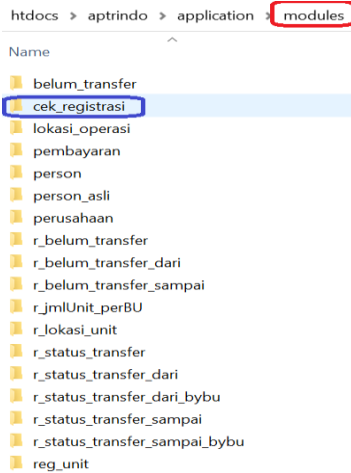 htdocs > aptrindo > application > modules
Name
belum_transfer
cek_registrasi
lokasi_operasi
pembayaran
person
person_asli
perusahaan
r_belum_transfer
r_belum_transfer_dari
r_belum_transfer_sampai
r_jmlUnit_perBU
r_lokasi_unit
r_status_transfer
r_status_transfer_dari
r_status_transfer_dari_bybu
r_status_transfer_sampai
r_status_transfer_sampai_bybu
reg_unit